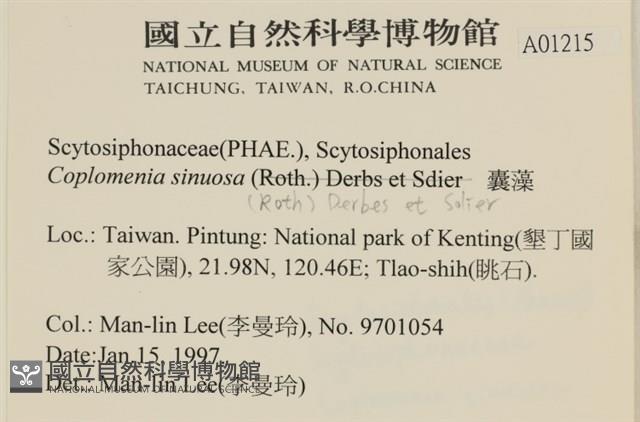 國立自然科學博物館
A01215
NATIONAL MUSEUM OF NATURAL SCIENCE
TAICHUNG, TAIWAN, R.O.CHINA
Scytosiphonaceae(PHAE.), Scytosiphonales
Coplomenia sinuosa (Roth.) Derbs et Sdier 囊藻
(Roth) Derbes et Solier
Loc.: Taiwan. Pintung: National park of Kenting(墾丁國
家公園), 21.98N, 120.46E; Tlao-shih(眺石).
Col.: Man-lin Lee(李曼玲), No. 9701054
Date:Jan 15, 1997
Det.: Man-lin Lee(李曼玲)
國立自然科學博物館
NATIONAL MUSEUM OF NATURAL SCIENCE